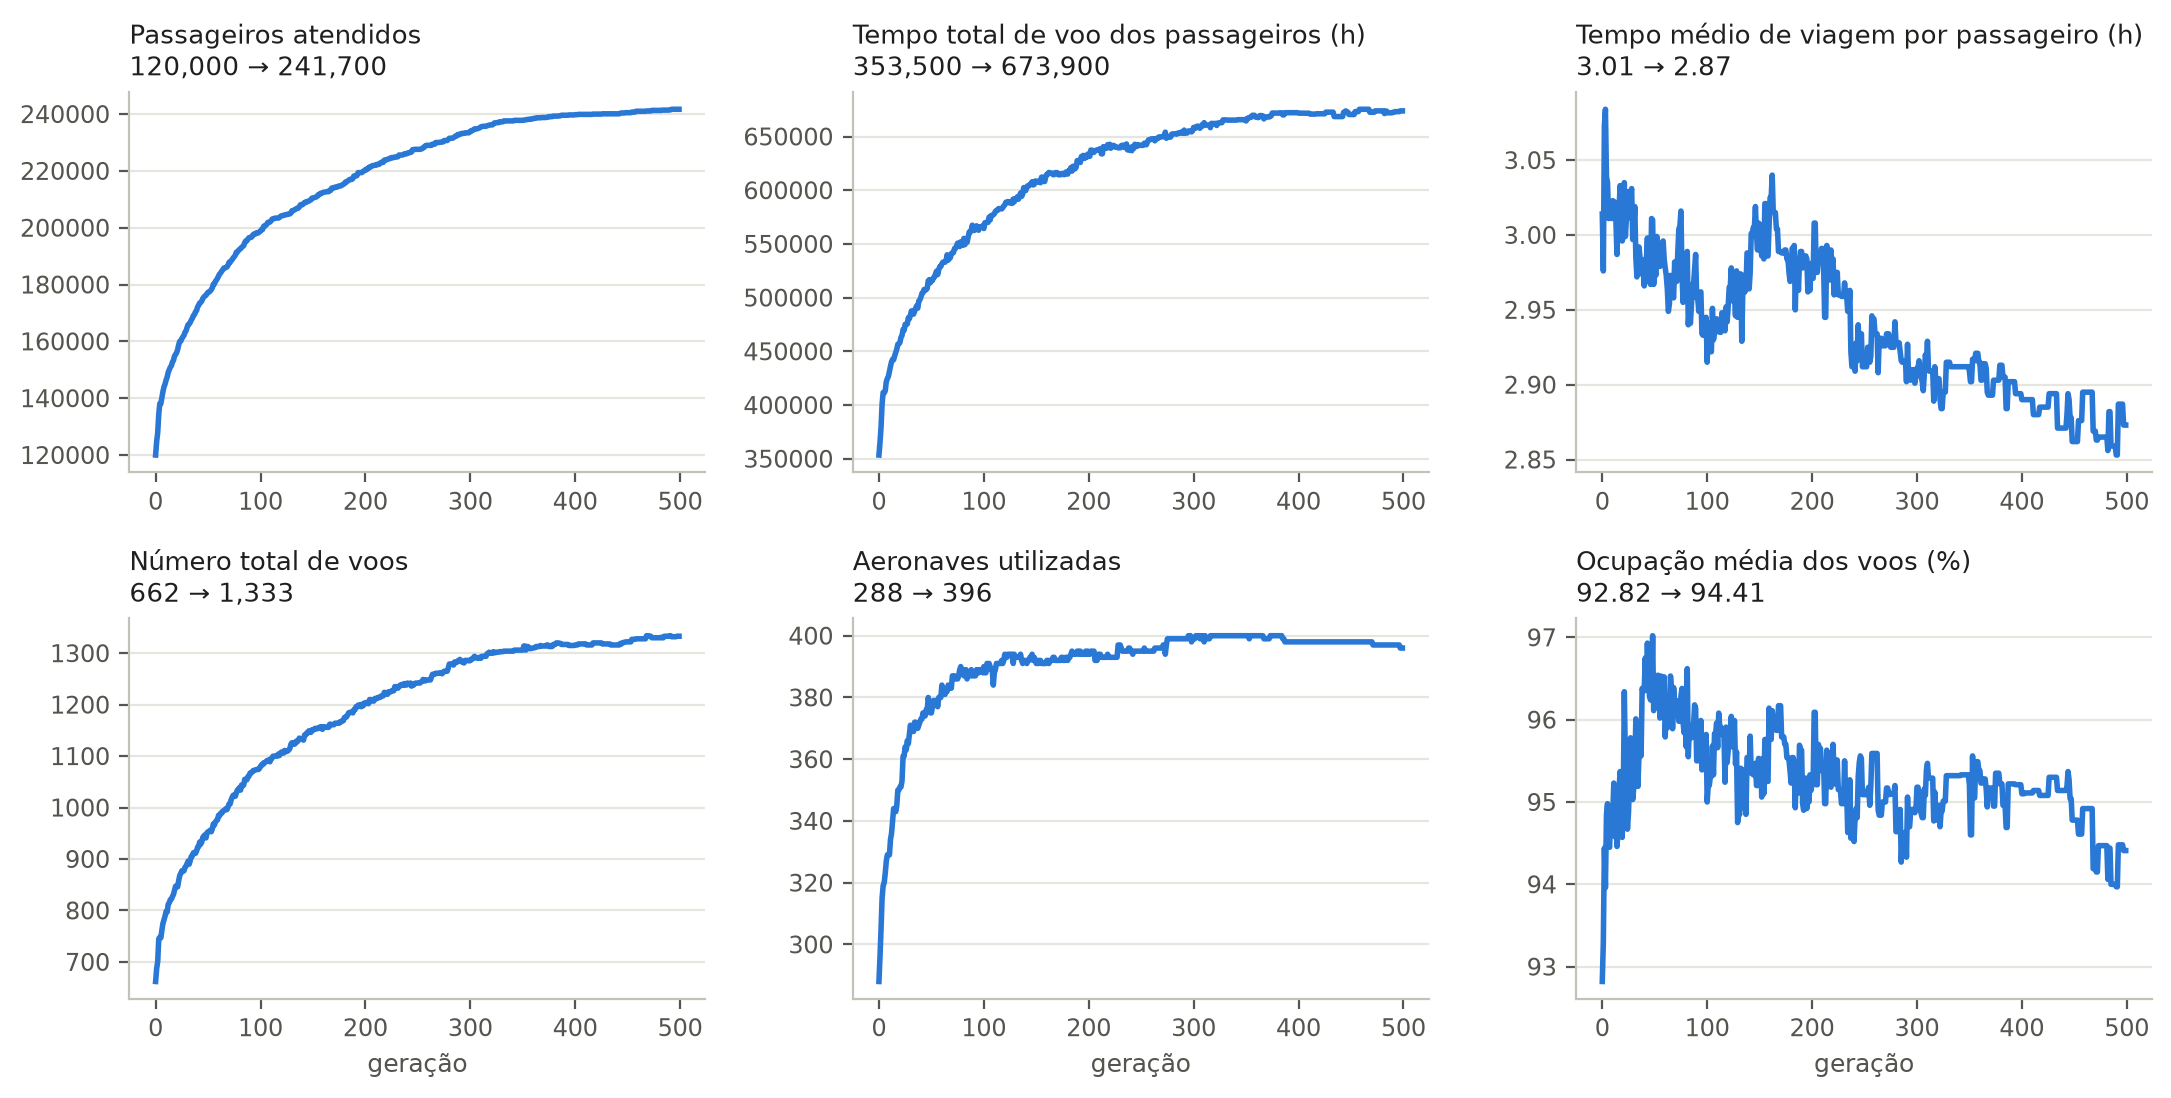 Passageiros atendidos
120,000 → 241,700
240000
220000
200000
180000
160000
140000
120000
0 100 200 300 400 500
Tempo total de voo dos passageiros (h)
353,500 → 673,900
650000
600000
550000
500000
450000
400000
350000
0 100 200 300 400 500
Tempo médio de viagem por passageiro (h)
3.01 → 2.87
3.05
3.00
2.95
2.90
2.85
0 100 200 300 400 500
Número total de voos
662 → 1,333
1300
1200
1100
1000
900
800
700
0 100 200 300 400 500
geração
Aeronaves utilizadas
288 → 396
400
380
360
340
320
300
0 100 200 300 400 500
geração
Ocupação média dos voos (%)
92.82 → 94.41
97
96
95
94
93
0 100 200 300 400 500
geração